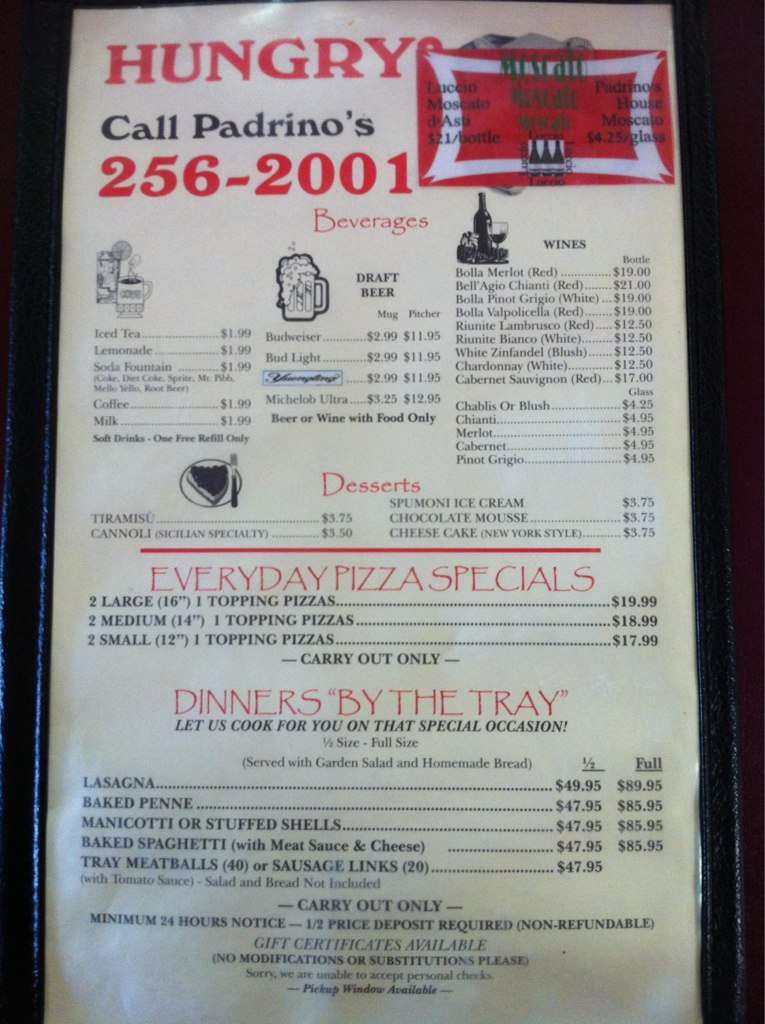 HUNGRY?
Call Padrino's
256-2001
Luccio
Moscato
d'Asti
$21/bottle
Moscato
Moscato
Moscato
Luccio
Luccio
Luccio
Padrino's
House
Moscato
$4.25/glass
Beverages
Iced Tea....................$1.99
Lemonade..................$1.99
Soda Fountain ..........$1.99
(Coke, Diet Coke, Sprite, Mr. Pibb,
Mello Yello, Root Beer)
Coffee........................$1.99
Milk............................$1.99
Soft Drinks - One Free Refill Only
DRAFT
BEER
Mug Pitcher
Budweiser..........$2.99 $11.95
Bud Light...........$2.99 $11.95
Yuengling .....$2.99 $11.95
Michelob Ultra....$3.25 $12.95
Beer or Wine with Food Only
WINES
Bottle
Bolla Merlot (Red) ..............$19.00
Bell'Agio Chianti (Red).......$21.00
Bolla Pinot Grigio (White)...$19.00
Bolla Valpolicella (Red)......$19.00
Riunite Lambrusco (Red).....$12.50
Riunite Bianco (White).........$12.50
White Zinfandel (Blush)......$12.50
Chardonnay (White)............$12.50
Cabernet Sauvignon (Red)...$17.00
Glass
Chablis Or Blush..................$4.25
Chianti...............................$4.95
Merlot.................................$4.95
Cabernet.............................$4.95
Pinot Grigio.........................$4.95
Desserts
TIRAMISÙ........................................$3.75
CANNOLI (SICILIAN SPECIALTY) ............$3.50
SPUMONI ICE CREAM $3.75
CHOCOLATE MOUSSE.......................$3.75
CHEESE CAKE (NEW YORK STYLE)..........$3.75
EVERYDAY PIZZA SPECIALS
2 LARGE (16") 1 TOPPING PIZZAS..............................................$19.99
2 MEDIUM (14") 1 TOPPING PIZZAS...........................................$18.99
2 SMALL (12") 1 TOPPING PIZZAS..............................................$17.99
— CARRY OUT ONLY —
DINNERS "BY THE TRAY"
LET US COOK FOR YOU ON THAT SPECIAL OCCASION!
½ Size - Full Size
(Served with Garden Salad and Homemade Bread) ½ Full
LASAGNA..................................................................... $49.95 $89.95
BAKED PENNE .............................................................. $47.95 $85.95
MANICOTTI OR STUFFED SHELLS.................................... $47.95 $85.95
BAKED SPAGHETTI (with Meat Sauce & Cheese) .................... $47.95 $85.95
TRAY MEATBALLS (40) or SAUSAGE LINKS (20).................... $47.95
(with Tomato Sauce) - Salad and Bread Not Included
— CARRY OUT ONLY —
MINIMUM 24 HOURS NOTICE — 1/2 PRICE DEPOSIT REQUIRED (NON-REFUNDABLE)
GIFT CERTIFICATES AVAILABLE
(NO MODIFICATIONS OR SUBSTITUTIONS PLEASE)
Sorry, we are unable to accept personal checks.
— Pickup Window Available —